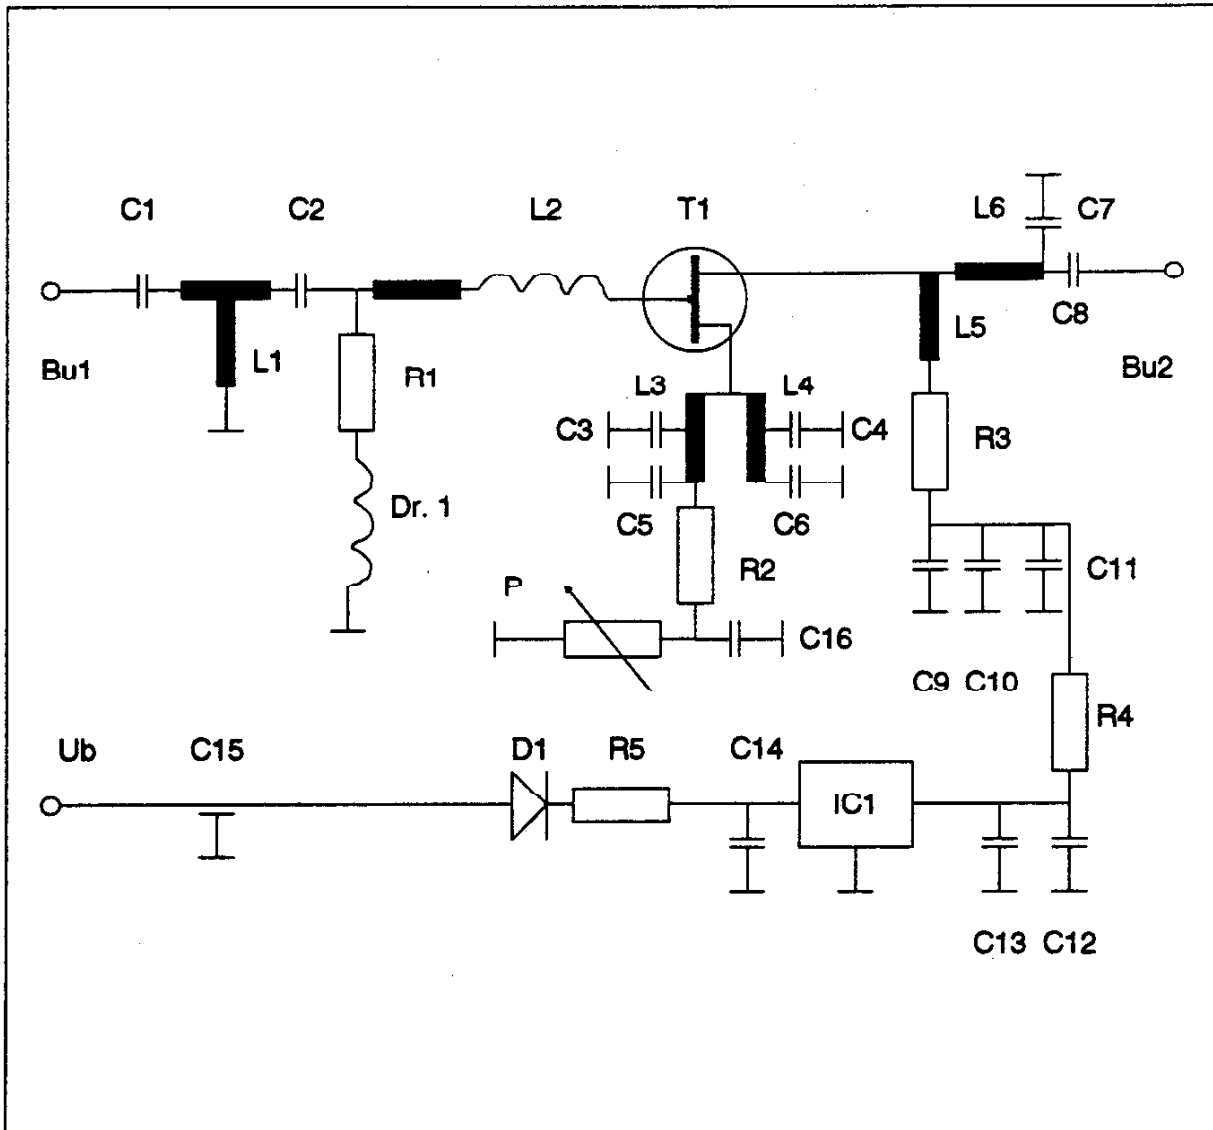 C1 C2 L2 T1 L6 C7
C8
Bu1 L1 R1 L5 Bu2
L3 L4
C3 C4 R3
Dr. 1 C5 C6
P R2 C11
C16
C9 C10
R4
Ub C15 D1 R5 C14
IC1
C13 C12